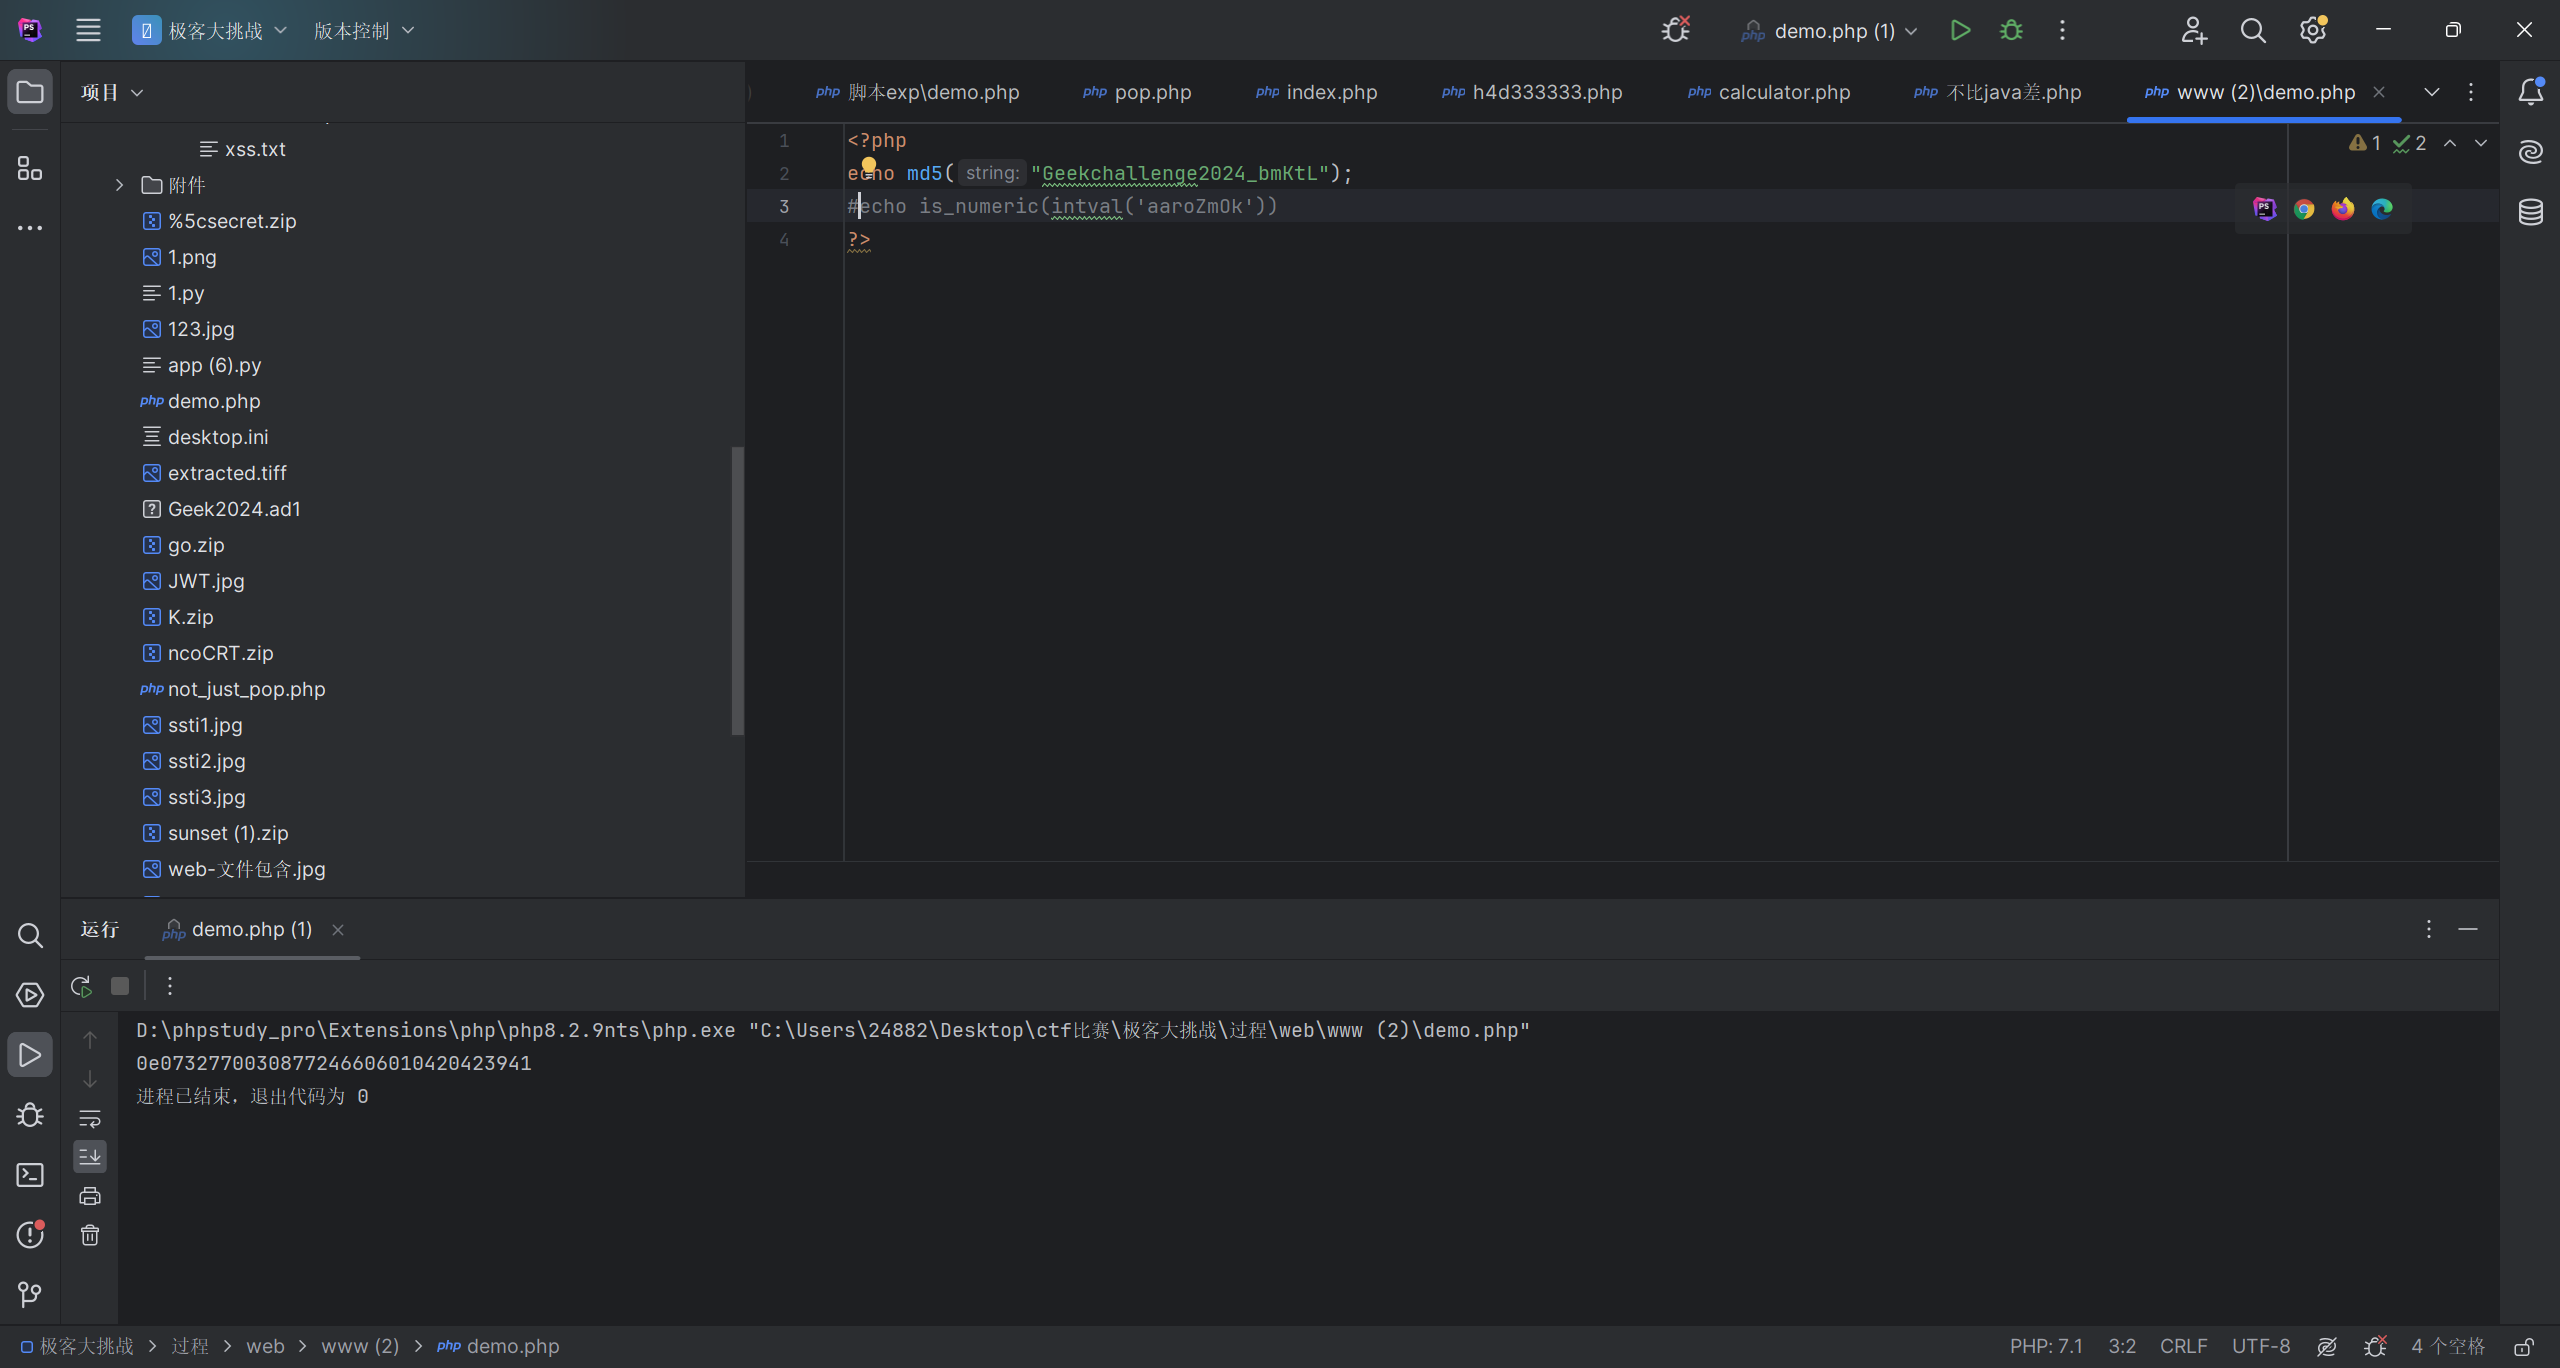 极客大挑战 版本控制 demo.php (1)
项目
脚本exp\demo.php pop.php index.php h4d333333.php calculator.php 不比java差.php www (2)\demo.php
xss.txt
附件
%5csecret.zip
1.png
1.py
123.jpg
app (6).py
demo.php
desktop.ini
extracted.tiff
Geek2024.ad1
go.zip
JWT.jpg
K.zip
ncoCRT.zip
not_just_pop.php
ssti1.jpg
ssti2.jpg
ssti3.jpg
sunset (1).zip
web-文件包含.jpg
1 <?php
2 echo md5( string: "Geekchallenge2024_bmKtL");
3 #echo is_numeric(intval('aaroZmOk'))
4 ?>
1 2
运行 demo.php (1)
D:\phpstudy_pro\Extensions\php\php8.2.9nts\php.exe "C:\Users\24882\Desktop\ctf比赛\极客大挑战\过程\web\www (2)\demo.php"
0e073277003087724660601042042394​1
进程已结束，退出代码为 0
极客大挑战 > 过程 > web > www (2) > demo.php
PHP: 7.1 3:2 CRLF UTF-8 4 个空格